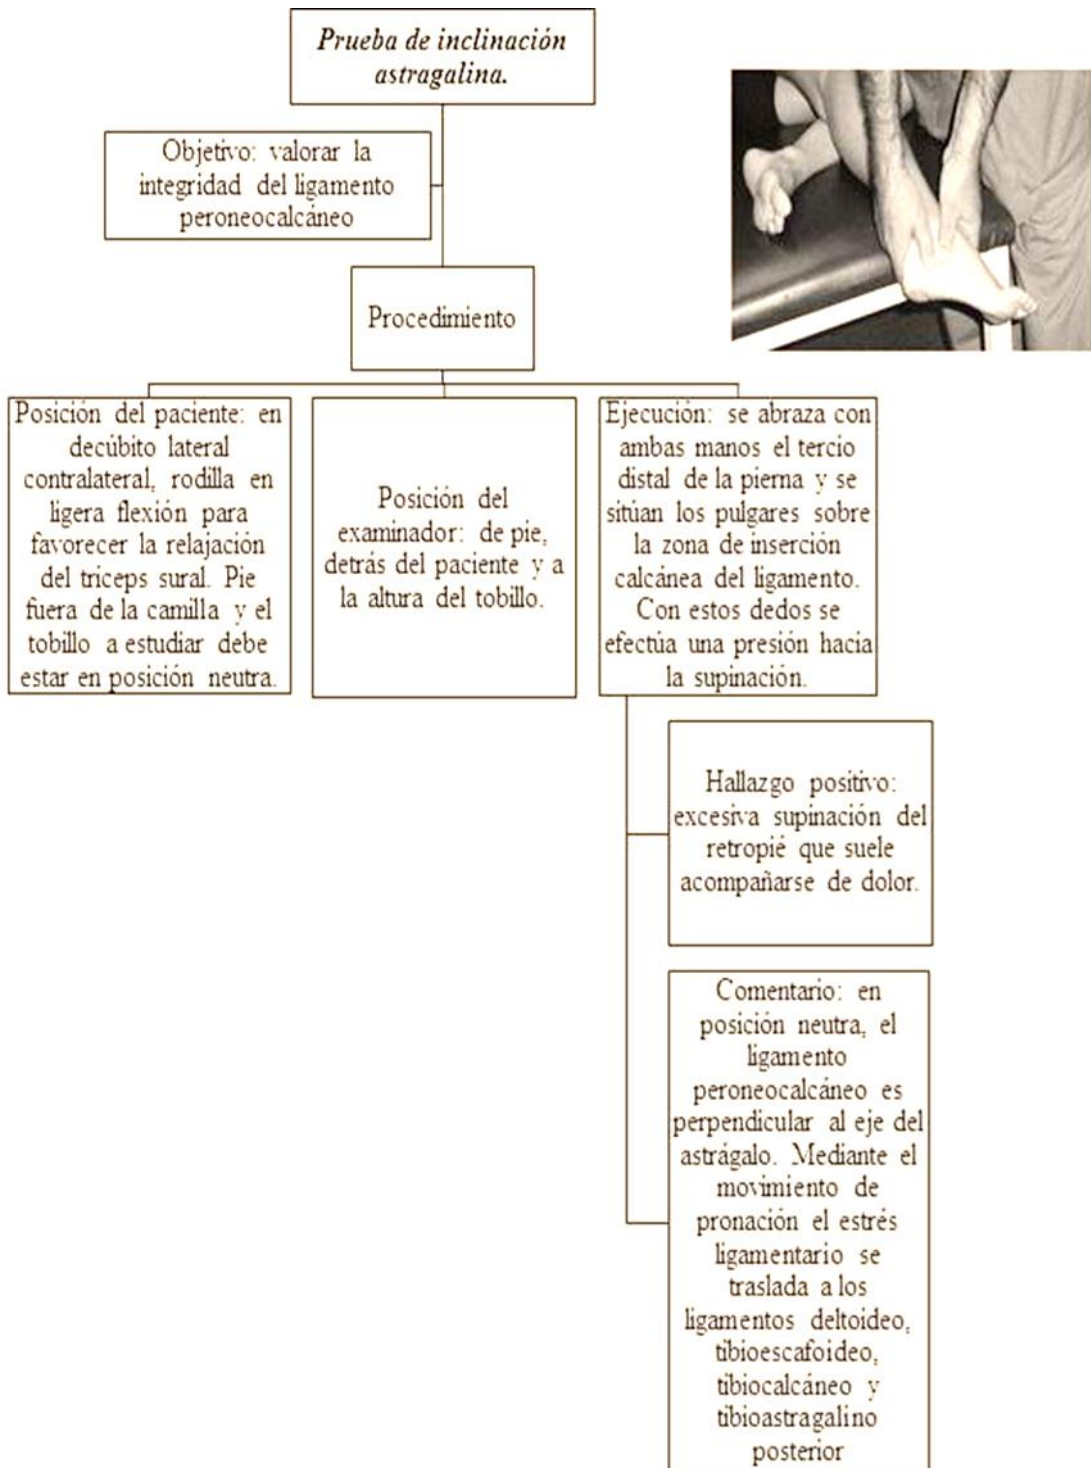 Prueba de inclinación
astragalina.
Objetivo: valorar la
integridad del ligamento
peroneocalcáneo
Procedimiento
Posición del paciente: en
decúbito lateral
contralateral, rodilla en
ligera flexión para
favorecer la relajación
del tríceps sural. Pie
fuera de la camilla y el
tobillo a estudiar debe
estar en posición neutra.
Posición del
examinador: de pie,
detrás del paciente y a
la altura del tobillo.
Ejecución: se abraza con
ambas manos el tercio
distal de la pierna y se
sitúan los pulgares sobre
la zona de inserción
calcánea del ligamento.
Con estos dedos se
efectúa una presión hacia
la supinación.
Hallazgo positivo:
excesiva supinación del
retropié que suele
acompañarse de dolor.
Comentario: en
posición neutra, el
ligamento
peroneocalcáneo es
perpendicular al eje del
astrágalo. Mediante el
movimiento de
pronación el estrés
ligamentario se
traslada a los
ligamentos deltoideo,
tibioescafoideo,
tibiocalcáneo y
tibioastragalino
posterior